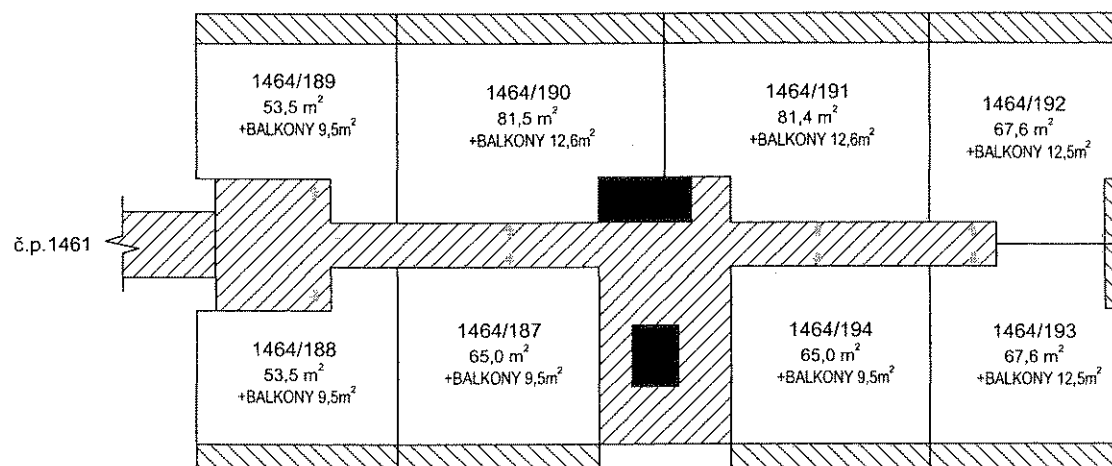 1464/189
53,5 m²
+BALKONY 9,5m²
1464/190
81,5 m²
+BALKONY 12,6m²
1464/191
81,4 m²
+BALKONY 12,6m²
1464/192
67,6 m²
+BALKONY 12,5m²
č.p.1461
1464/188
53,5 m²
+BALKONY 9,5m²
1464/187
65,0 m²
+BALKONY 9,5m²
1464/194
65,0 m²
+BALKONY 9,5m²
1464/193
67,6 m²
+BALKONY 12,5m²